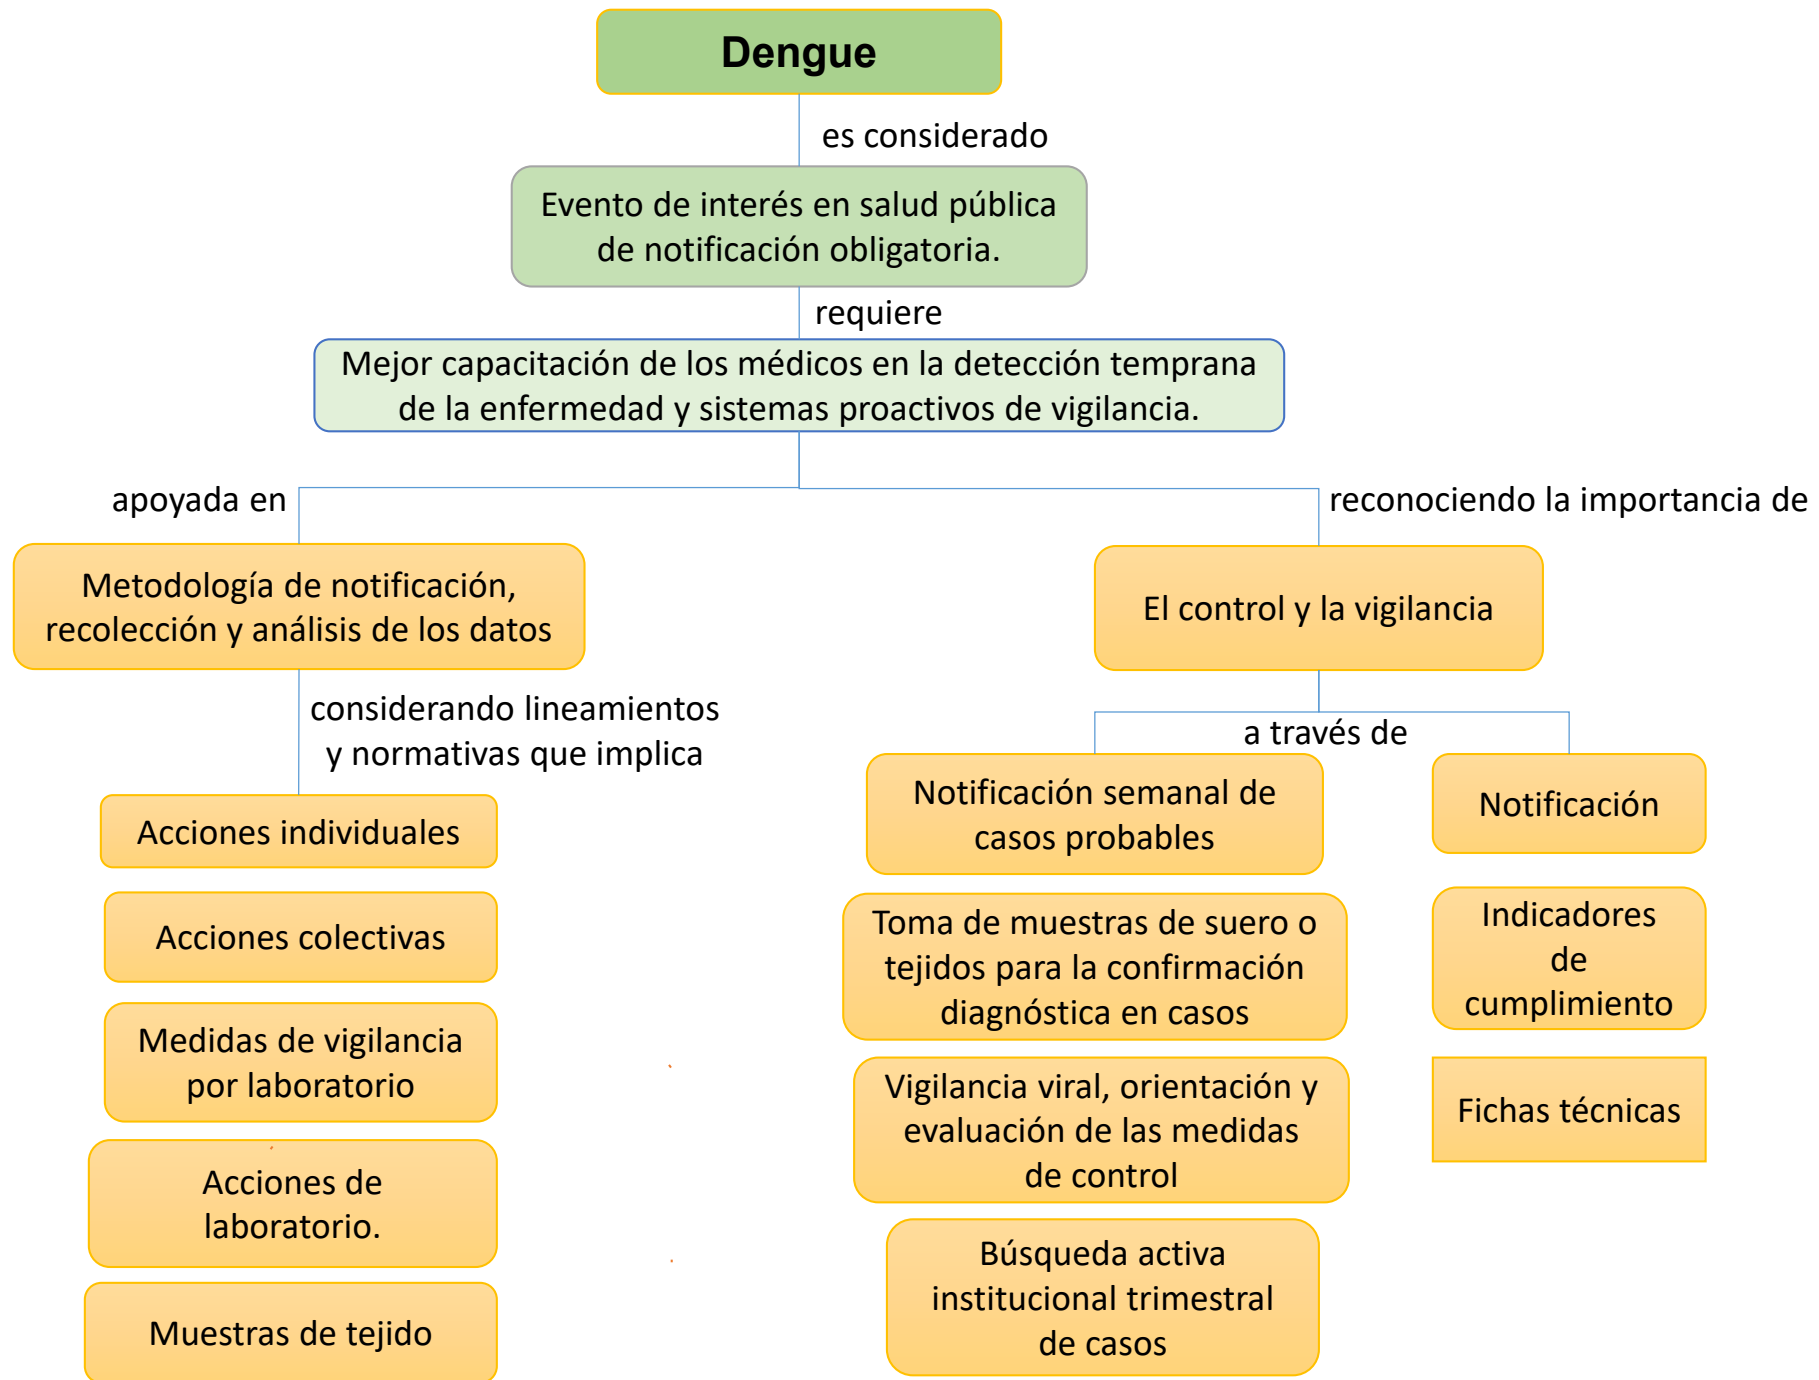 Dengue
es considerado
Evento de interés en salud pública
de notificación obligatoria.
requiere
Mejor capacitación de los médicos en la detección temprana
de la enfermedad y sistemas proactivos de vigilancia.
apoyada en
reconociendo la importancia de
Metodología de notificación,
recolección y análisis de los datos
El control y la vigilancia
considerando lineamientos
y normativas que implica
a través de
Acciones individuales
Acciones colectivas
Medidas de vigilancia
por laboratorio
Acciones de
laboratorio.
Muestras de tejido
Notificación semanal de
casos probables
Toma de muestras de suero o
tejidos para la confirmación
diagnóstica en casos
Vigilancia viral, orientación y
evaluación de las medidas
de control
Búsqueda activa
institucional trimestral
de casos
Notificación
Indicadores
de
cumplimiento
Fichas técnicas